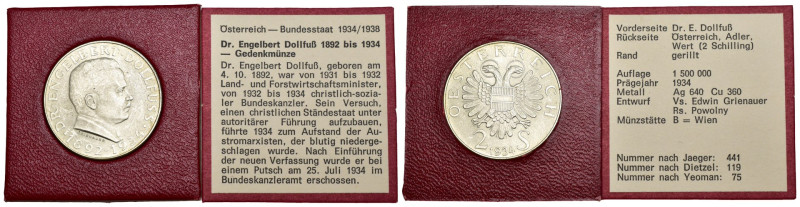 DR·ENGELBERT·DOLLFUSS
1892
1934
Österreich — Bundesstaat 1934/1938
Dr. Engelbert Dollfuß 1892 bis 1934
— Gedenkmünze
Dr. Engelbert Dollfuß, geboren am
4. 10. 1892, war von 1931 bis 1932
Land- und Forstwirtschaftsminister,
von 1932 bis 1934 christlich-sozia-
ler Bundeskanzler. Sein Versuch,
einen christlichen Ständestaat unter
autoritärer Führung aufzubauen,
führte 1934 zum Aufstand der Au-
stromarxisten, der blutig niederge-
schlagen wurde. Nach Einführung
der neuen Verfassung wurde er bei
einem Putsch am 25. Juli 1934 im
Bundeskanzleramt erschossen.
OESTERREICH
2 S
1934
Vorderseite Dr. E. Dollfuß
Rückseite Österreich, Adler,
Wert (2 Schilling)
Rand gerillt
Auflage 1 500 000
Prägejahr 1934
Metall Ag 640 Cu 360
Entwurf Vs. Edwin Grienauer
Rs. Powolny
Münzstätte B = Wien
Nummer nach Jaeger: 441
Nummer nach Dietzel: 119
Nummer nach Yeoman: 75